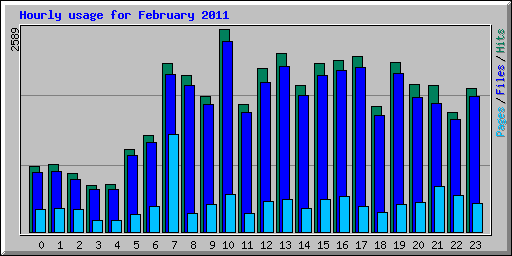 Hourly usage for February 2011
2589
Pages/Files/Hits
0 1 2 3 4 5 6 7 8 9 10 11 12 13 14 15 16 17 18 19 20 21 22 23